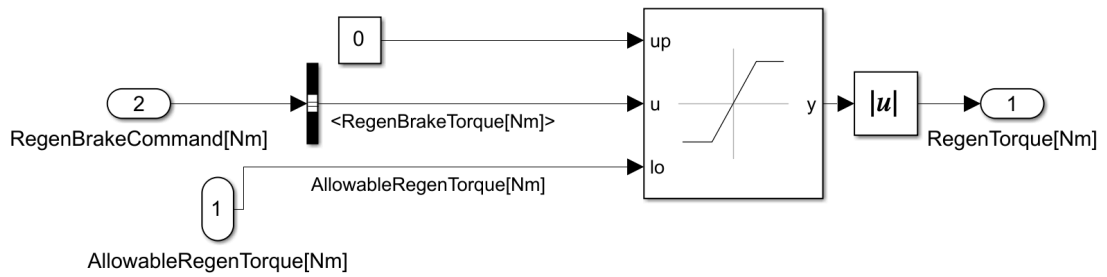 0
up
2
u
y
|u|
1
<RegenBrakeTorque[Nm]>
RegenBrakeCommand[Nm]
RegenTorque[Nm]
lo
AllowableRegenTorque[Nm]
1
AllowableRegenTorque[Nm]